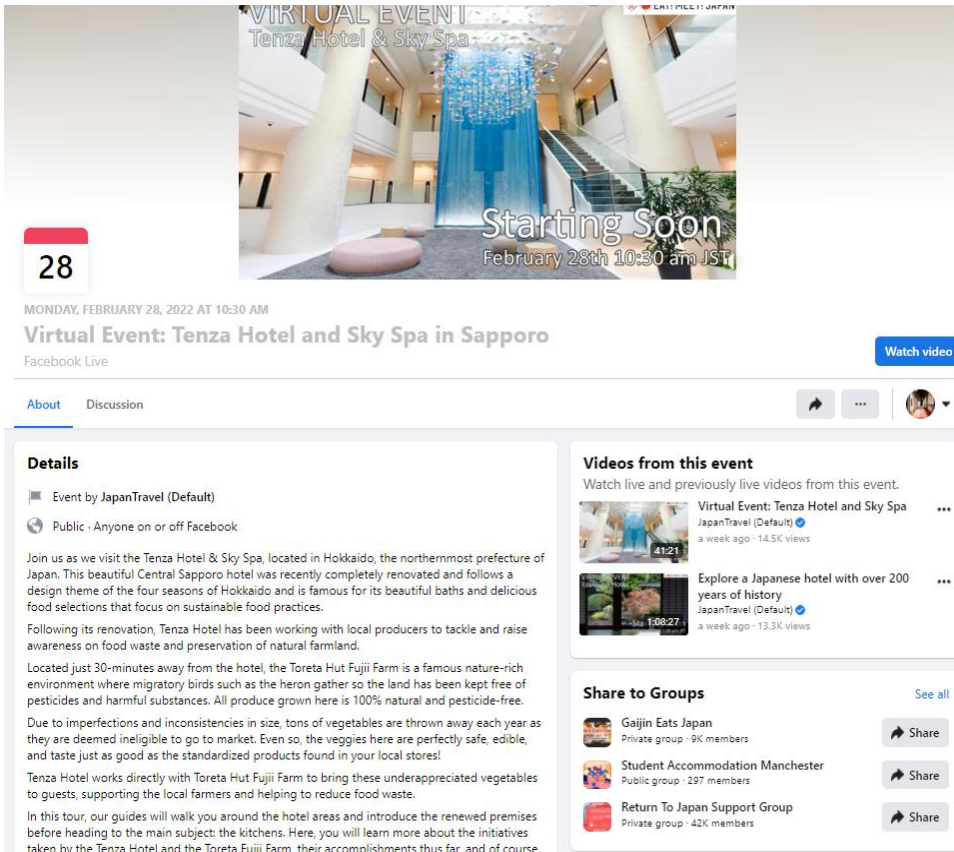 VIRTUAL EVENT
EAT! MEET! JAPAN
Tenza Hotel & Sky Spa
Starting Soon
February 28th 10:30 am JST
28
MONDAY, FEBRUARY 28, 2022 AT 10:30 AM
Virtual Event: Tenza Hotel and Sky Spa in Sapporo
Facebook Live
Watch video
About
Discussion
Details
Event by JapanTravel (Default)
Public · Anyone on or off Facebook
Join us as we visit the Tenza Hotel & Sky Spa, located in Hokkaido, the northernmost prefecture of
Japan. This beautiful Central Sapporo hotel was recently completely renovated and follows a
design theme of the four seasons of Hokkaido and is famous for its beautiful baths and delicious
food selections that focus on sustainable food practices.
Following its renovation, Tenza Hotel has been working with local producers to tackle and raise
awareness on food waste and preservation of natural farmland.
Located just 30-minutes away from the hotel, the Toreta Hut Fujii Farm is a famous nature-rich
environment where migratory birds such as the heron gather so the land has been kept free of
pesticides and harmful substances. All produce grown here is 100% natural and pesticide-free.
Due to imperfections and inconsistencies in size, tons of vegetables are thrown away each year as
they are deemed ineligible to go to market. Even so, the veggies here are perfectly safe, edible,
and taste just as good as the standardized products found in your local stores!
Tenza Hotel works directly with Toreta Hut Fujii Farm to bring these underappreciated vegetables
to guests, supporting the local farmers and helping to reduce food waste.
In this tour, our guides will walk you around the hotel areas and introduce the renewed premises
before heading to the main subject: the kitchens. Here, you will learn more about the initiatives
taken by the Tenza Hotel and the Toreta Fujii Farm, their accomplishments thus far, and of course
Videos from this event
Watch live and previously live videos from this event.
Virtual Event: Tenza Hotel and Sky Spa
JapanTravel (Default)
a week ago · 14.5K views
41:21
Explore a Japanese hotel with over 200
years of history
JapanTravel (Default)
a week ago · 13.3K views
1:08:27
Share to Groups
See all
Gaijin Eats Japan
Private group · 9K members
Share
Student Accommodation Manchester
Public group · 297 members
Share
Return To Japan Support Group
Private group · 42K members
Share